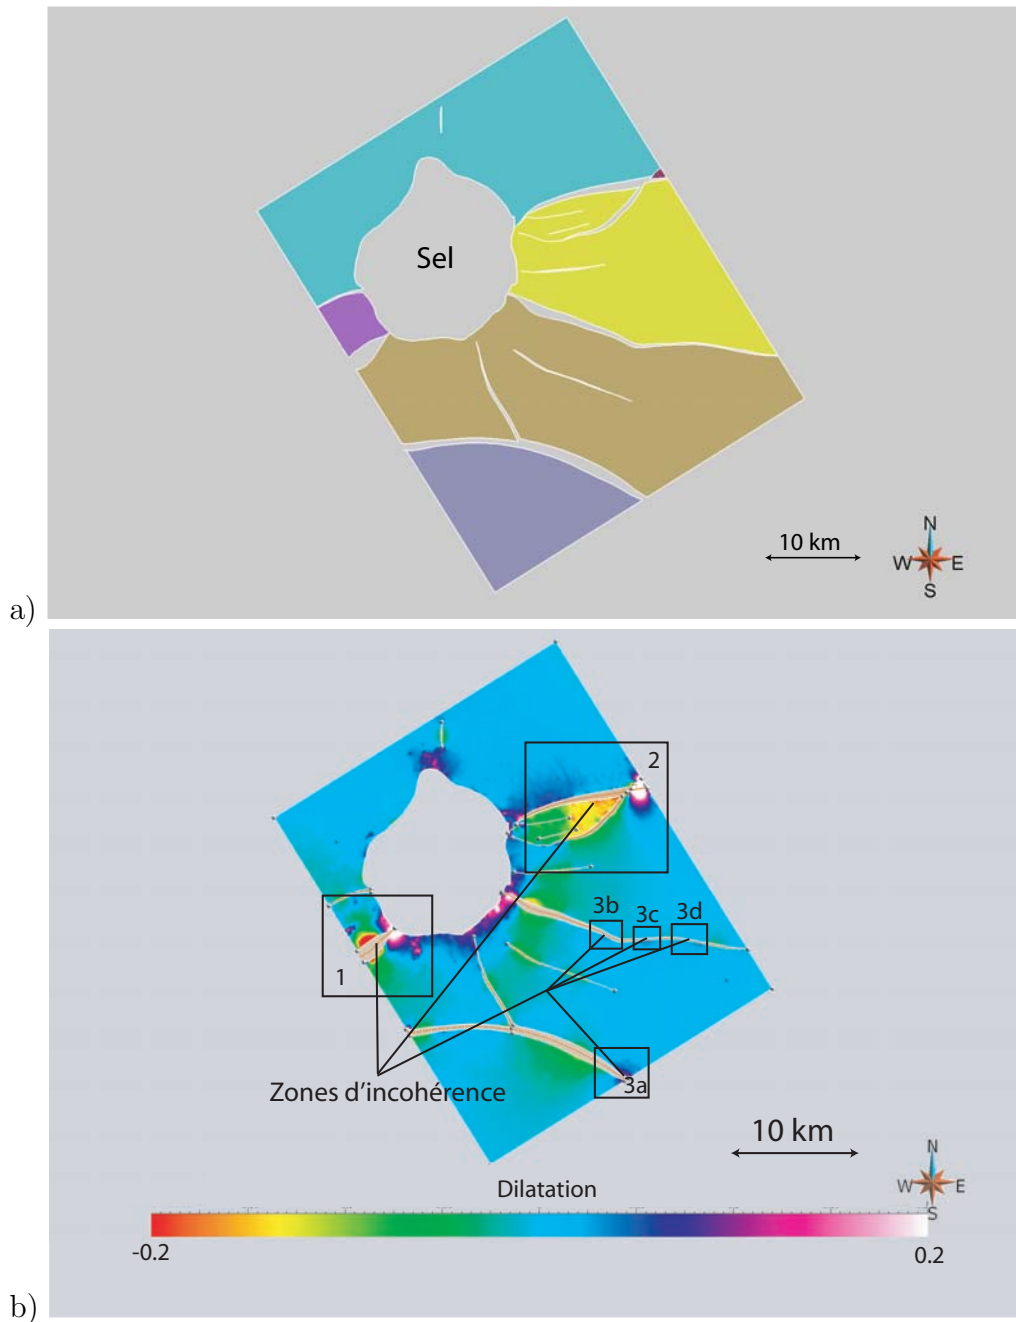 Sel
10 km
N
W E
S
a)
2
3b
3c
3d
1
Zones d'incohérence
3a
10 km
N
W E
S
Dilatation
-0.2
0.2
b)